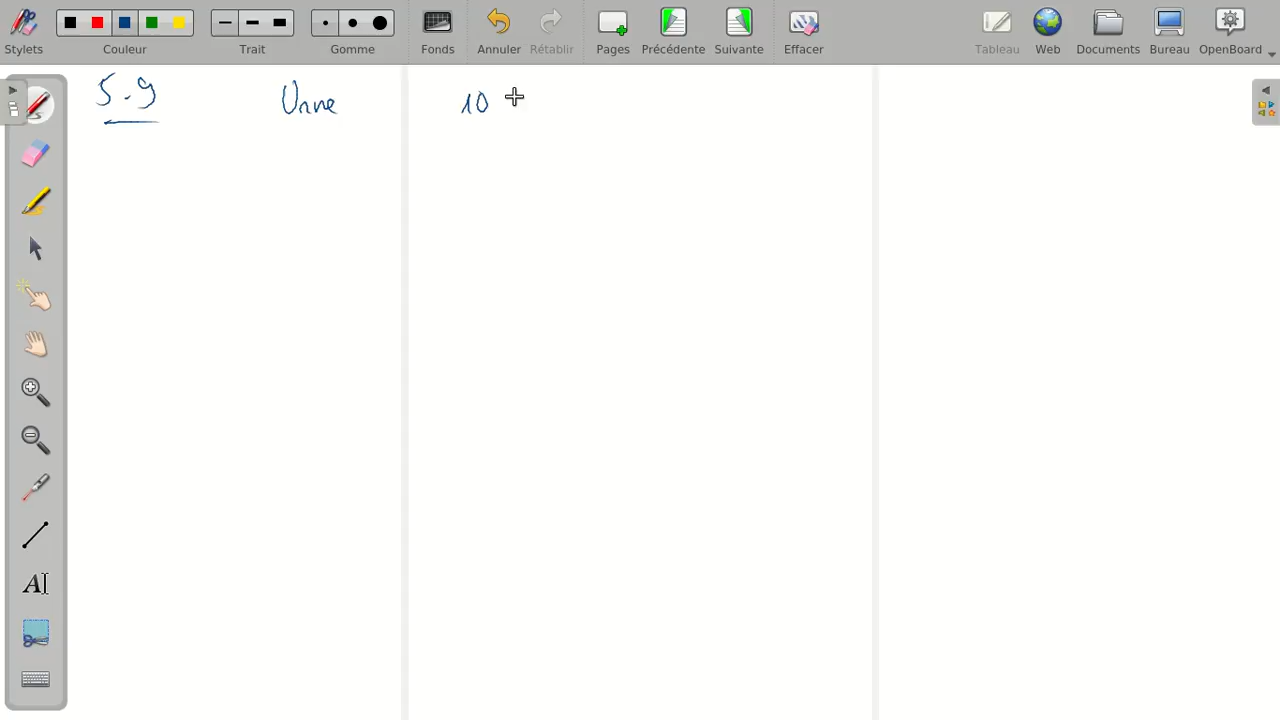 Stylets Couleur Trait Gomme Fonds Annuler Rétablir Pages Précédente Suivante Effacer Tableau Web Documents Bureau OpenBoard
5.9 Urne 10
A